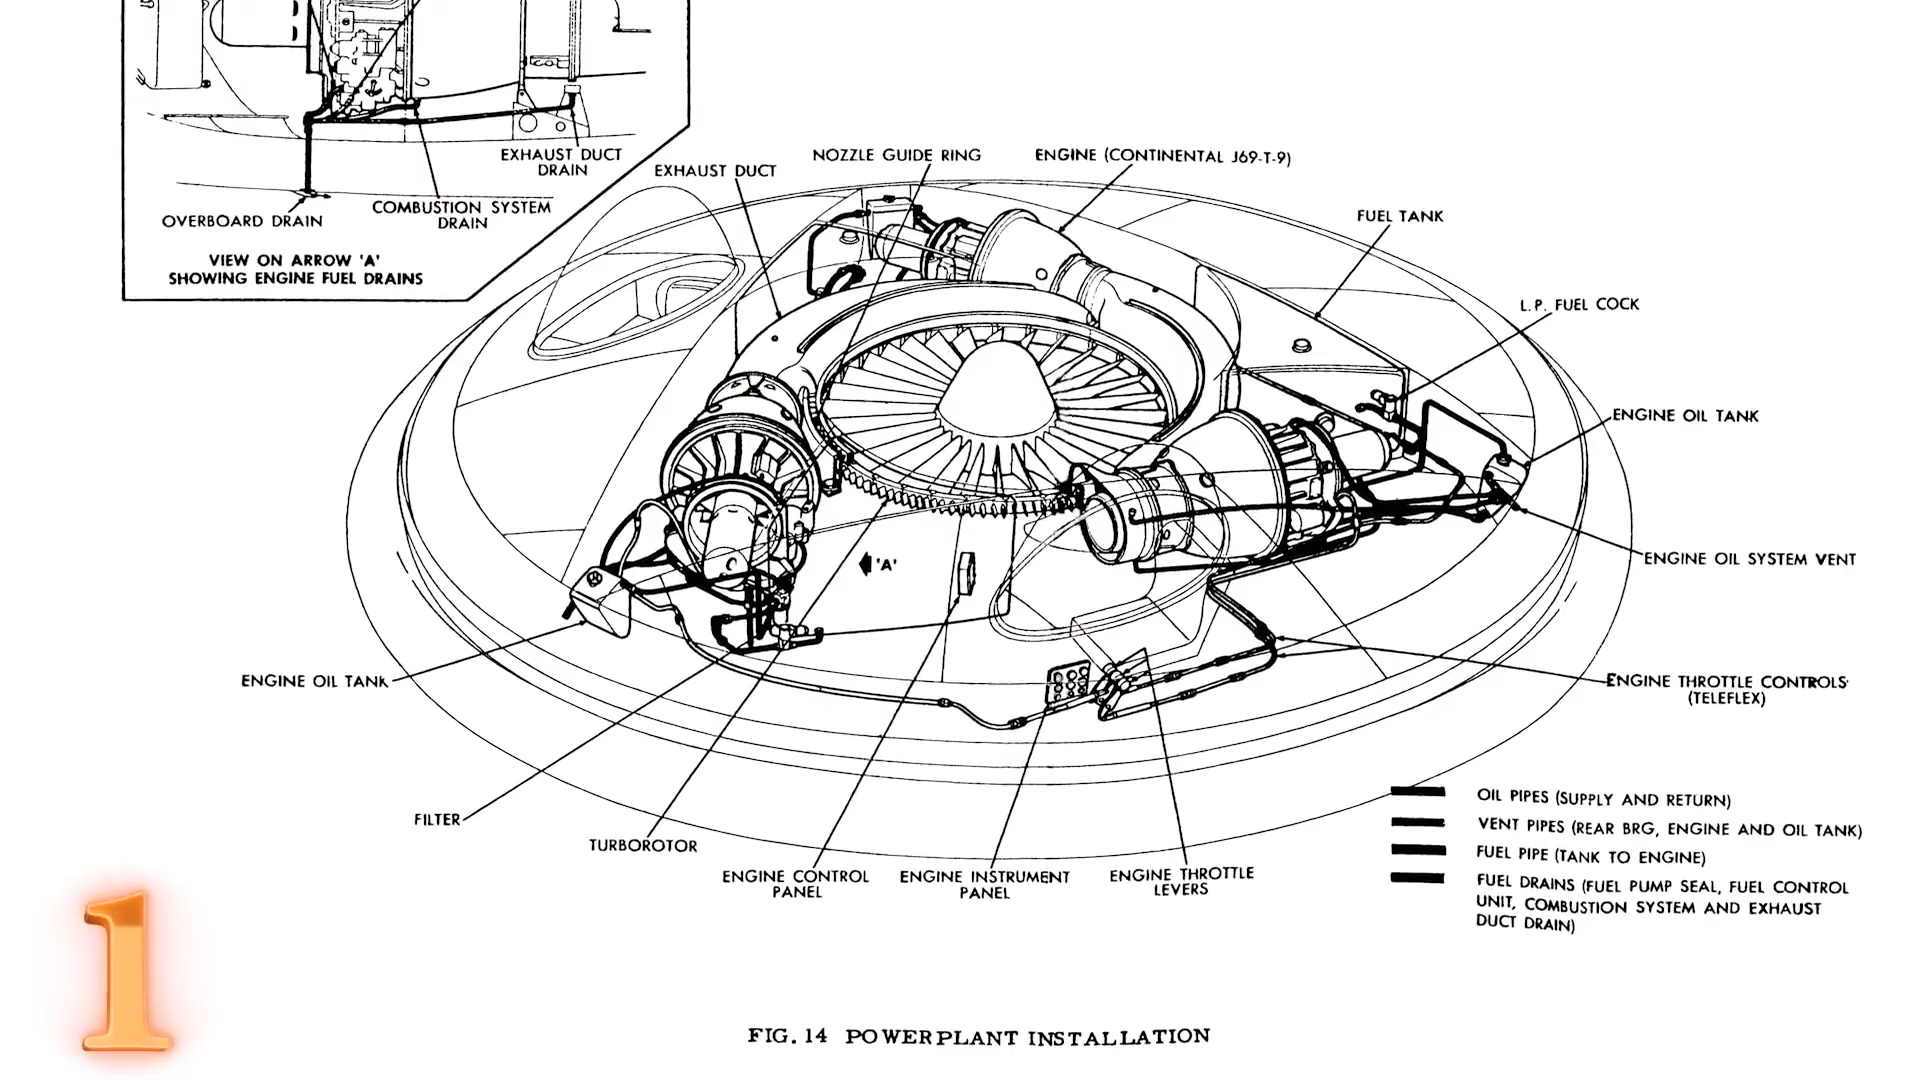 EXHAUST DUCT
DRAIN
COMBUSTION SYSTEM
DRAIN
OVERBOARD DRAIN
VIEW ON ARROW 'A'
SHOWING ENGINE FUEL DRAINS
EXHAUST DUCT
NOZZLE GUIDE RING
ENGINE (CONTINENTAL J69-T-9)
FUEL TANK
L.P. FUEL COCK
ENGINE OIL TANK
ENGINE OIL SYSTEM VENT
'A'
ENGINE OIL TANK
ENGINE THROTTLE CONTROLS
(TELEFLEX)
FILTER
TURBOROTOR
ENGINE CONTROL
PANEL
ENGINE INSTRUMENT
PANEL
ENGINE THROTTLE
LEVERS
OIL PIPES (SUPPLY AND RETURN)
VENT PIPES (REAR BRG, ENGINE AND OIL TANK)
FUEL PIPE (TANK TO ENGINE)
FUEL DRAINS (FUEL PUMP SEAL, FUEL CONTROL
UNIT, COMBUSTION SYSTEM AND EXHAUST
DUCT DRAIN)
1
FIG. 14 POWERPLANT INSTALLATION